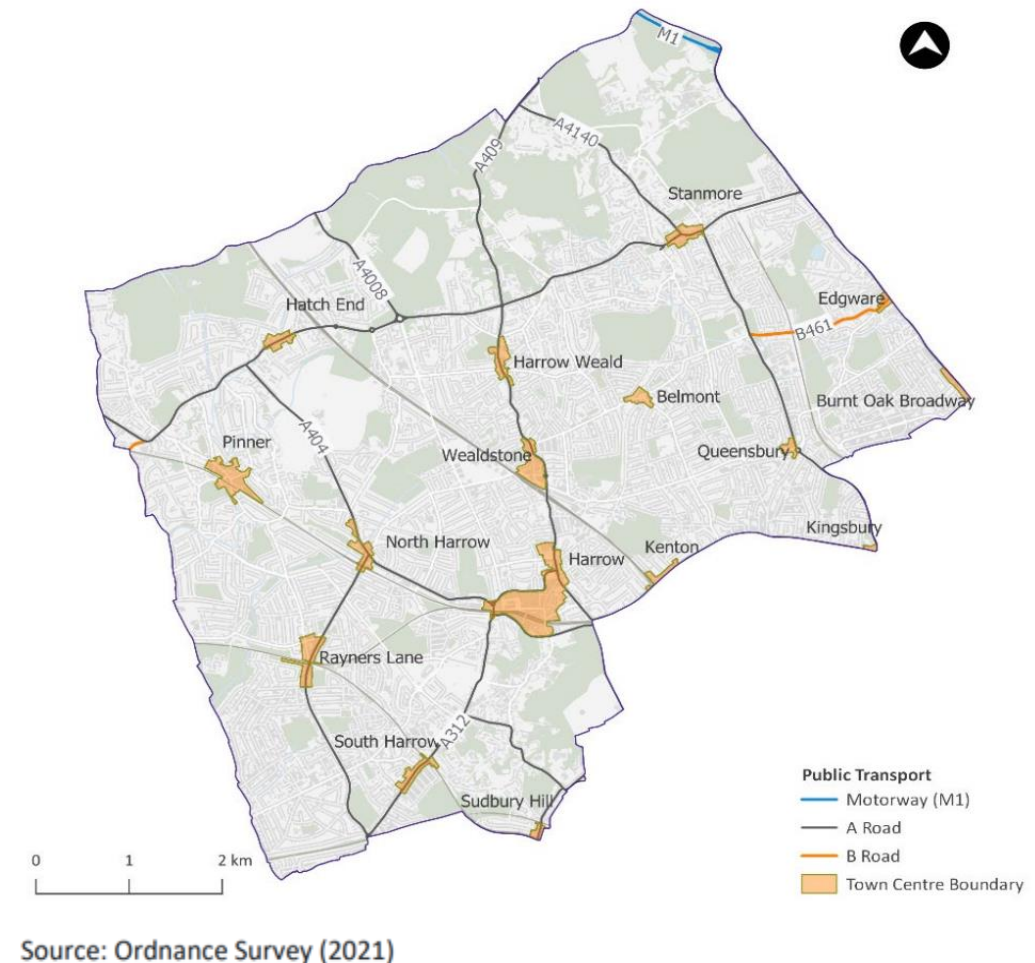 M1
A4140
A409
Stanmore
A4008
Hatch End
Edgware
B461
Harrow Weald
Belmont
Burnt Oak Broadway
A404
Pinner
Wealdstone
Queensbury
Kingsbury
North Harrow
Harrow
Kenton
Rayners Lane
A312
South Harrow
Sudbury Hill
Public Transport
Motorway (M1)
A Road
B Road
Town Centre Boundary
0 1 2 km
Source: Ordnance Survey (2021)